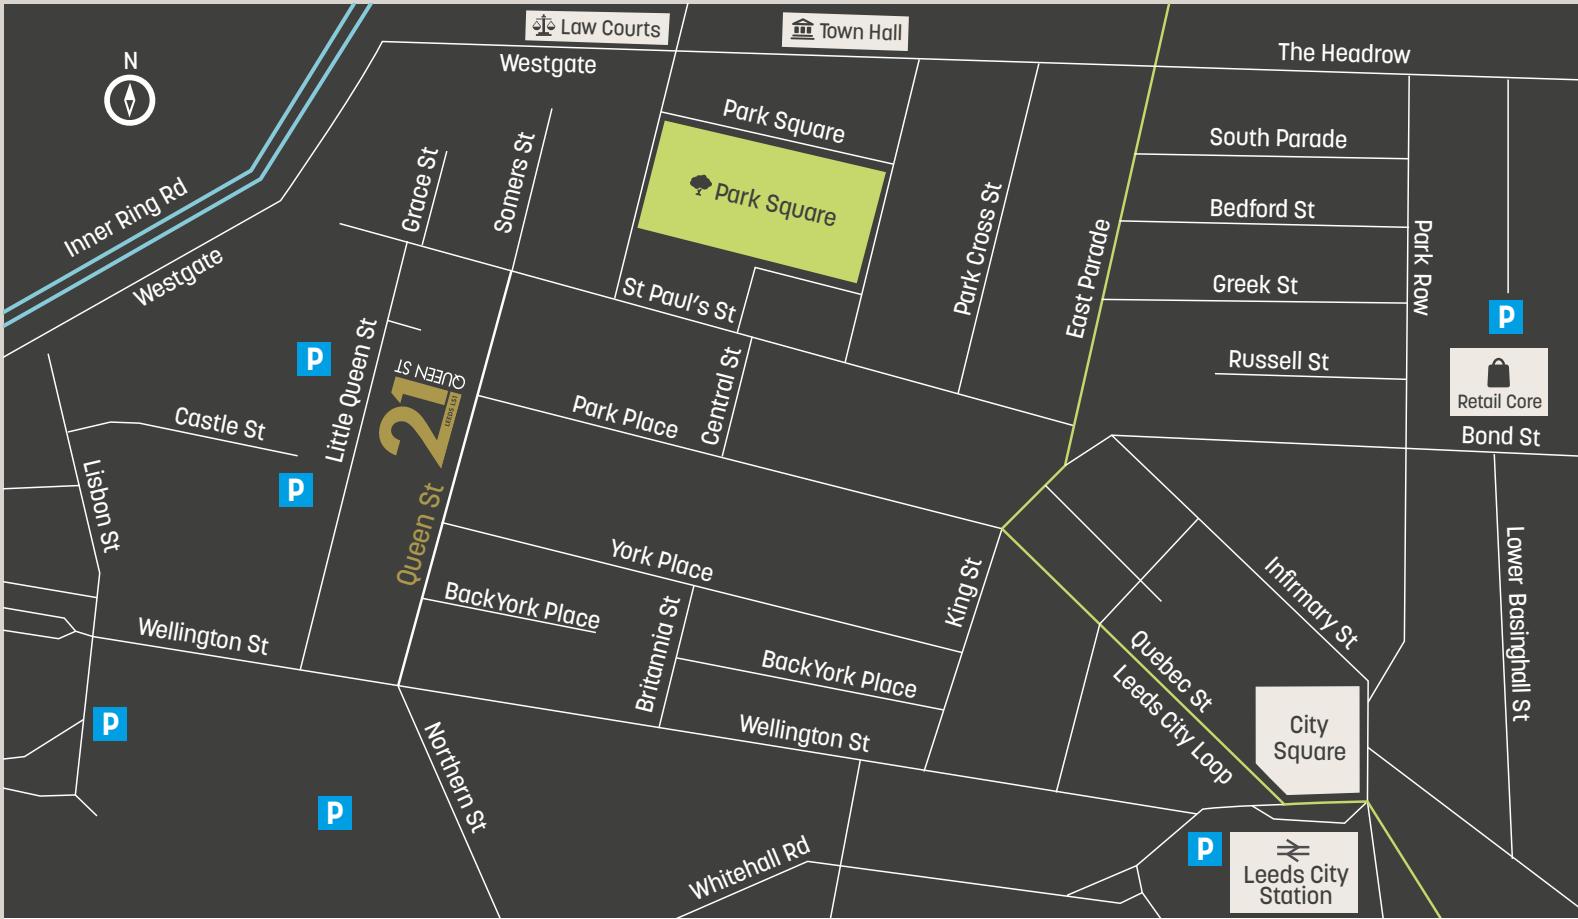 Law Courts
Town Hall
The Headrow
Westgate
N
Park Square
South Parade
Grace St
Somers St
Park Square
Inner Ring Rd
Bedford St
Park Cross St
East Parade
Park Row
Westgate
Greek St
St Paul's St
P
Little Queen St
P
QUEEN ST
21
LEEDS LS1
Central St
Russell St
Retail Core
Park Place
Castle St
Bond St
Lisbon St
P
Queen St
York Place
King St
Infirmary St
Lower Basinghall St
BackYork Place
Britannia St
Wellington St
BackYork Place
Quebec St
Leeds City Loop
P
Wellington St
City
Square
Northern St
P
Whitehall Rd
P
Leeds City
Station